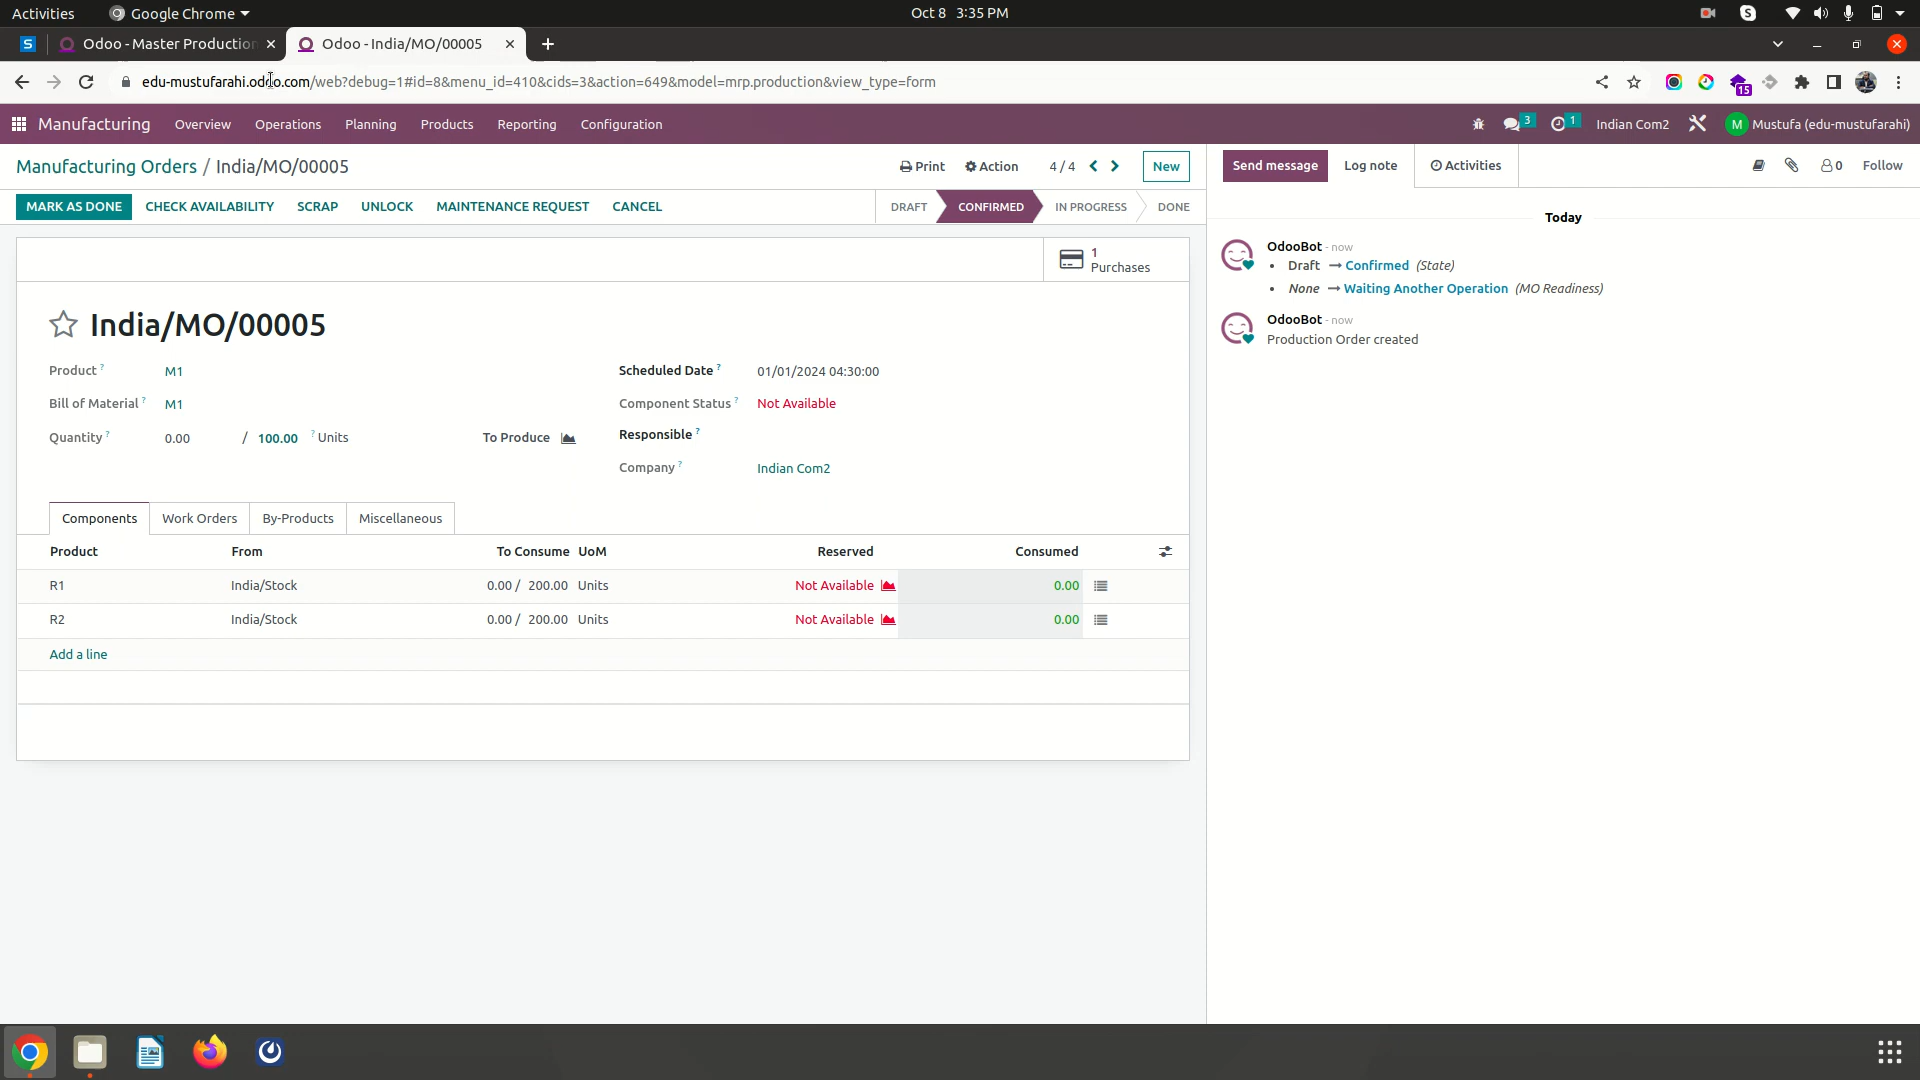 Activities Google Chrome Oct 8 3:35 PM
S Odoo - Master Production Odoo - India/MO/00005
edu-mustufarahi.odoo.com/web?debug=1#id=8&menu_id=410&cids=3&action=649&model=mrp.production&view_type=form 15
Manufacturing Overview Operations Planning Products Reporting Configuration 3 1 Indian Com2 M Mustufa (edu-mustufarahi)
Manufacturing Orders / India/MO/00005 Print Action 4 / 4 New
Send message Log note Activities 0 Follow
MARK AS DONE CHECK AVAILABILITY SCRAP UNLOCK MAINTENANCE REQUEST CANCEL DRAFT CONFIRMED IN PROGRESS DONE
1
Purchases
India/MO/00005
Product ? M1 Scheduled Date ? 01/01/2024 04:30:00
Bill of Material ? M1 Component Status ? Not Available
Quantity ? 0.00 / 100.00 ? Units To Produce Responsible ?
Company ? Indian Com2
Components Work Orders By-Products Miscellaneous
Product From To Consume UoM Reserved Consumed
R1 India/Stock 0.00 / 200.00 Units Not Available 0.00
R2 India/Stock 0.00 / 200.00 Units Not Available 0.00
Add a line
Today
OdooBot - now
• Draft → Confirmed (State)
• None → Waiting Another Operation (MO Readiness)
OdooBot - now
Production Order created